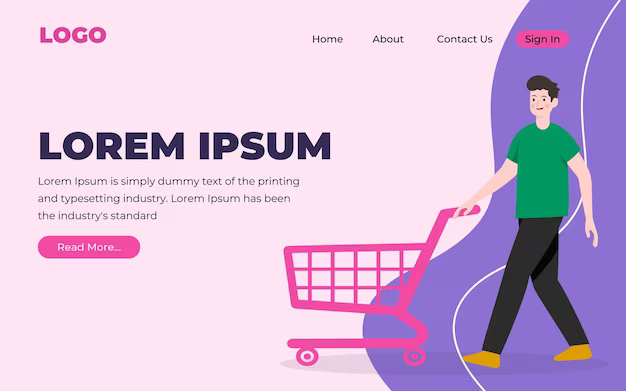 LOGO
Home About Contact Us Sign In
LOREM IPSUM
Lorem Ipsum is simply dummy text of the printing
and typesetting industry. Lorem Ipsum has been
the industry's standard
Read More...